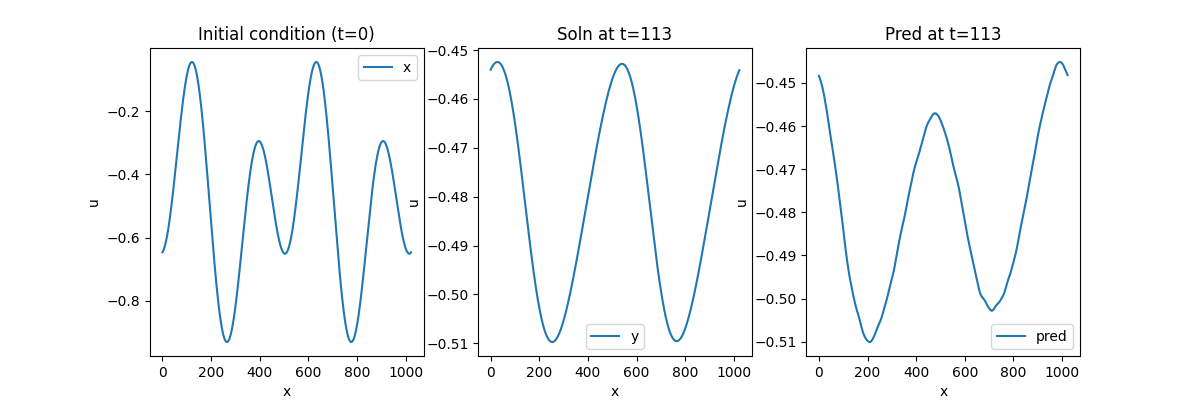 Initial condition (t=0)
x
−0.2
−0.4
−0.6
−0.8
u
0 200 400 600 800 1000
x
Soln at t=113
−0.45
−0.46
−0.47
−0.48
−0.49
−0.50
−0.51
u
y
0 200 400 600 800 1000
x
Pred at t=113
−0.45
−0.46
−0.47
−0.48
−0.49
−0.50
−0.51
u
pred
0 200 400 600 800 1000
x